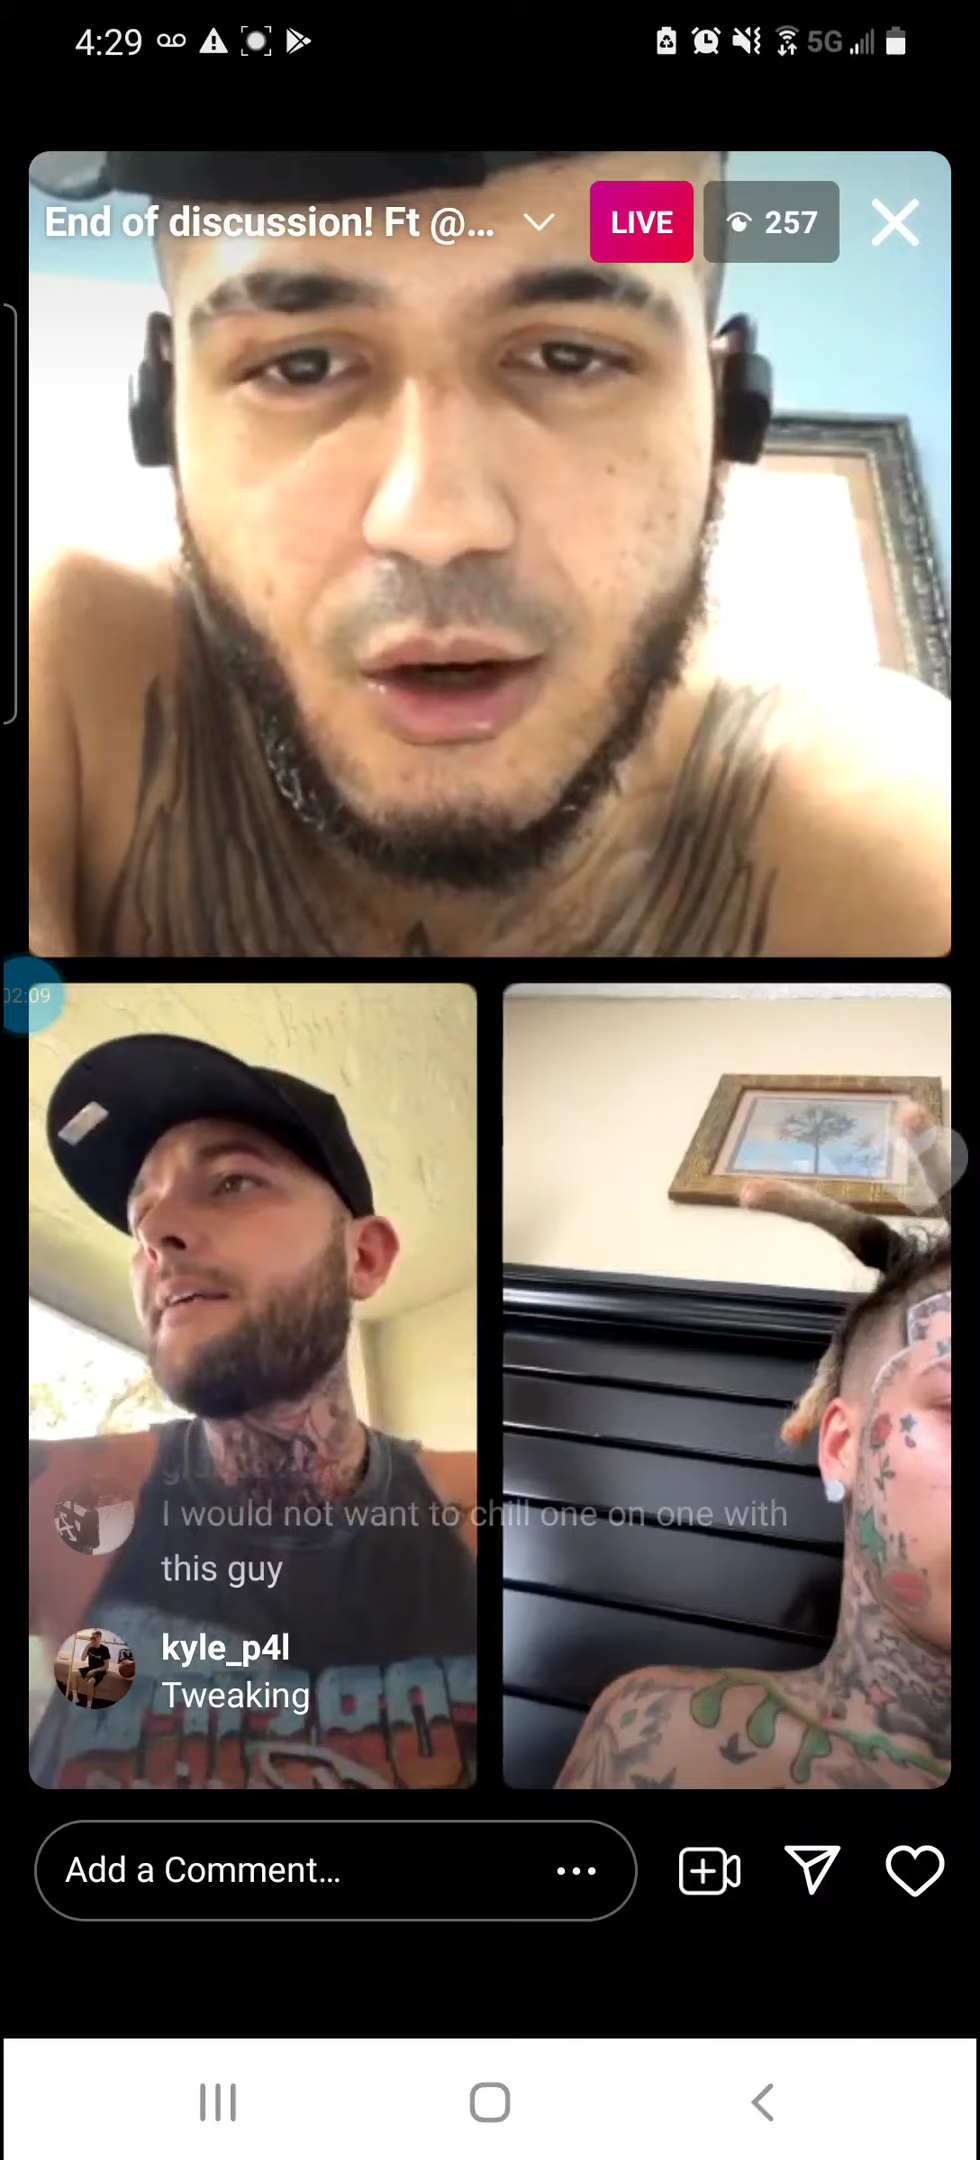 4:29
5G
End of discussion! Ft @...
LIVE
257
02:09
I would not want to chill one on one with
this guy
kyle_p4l
Tweaking
Add a Comment...